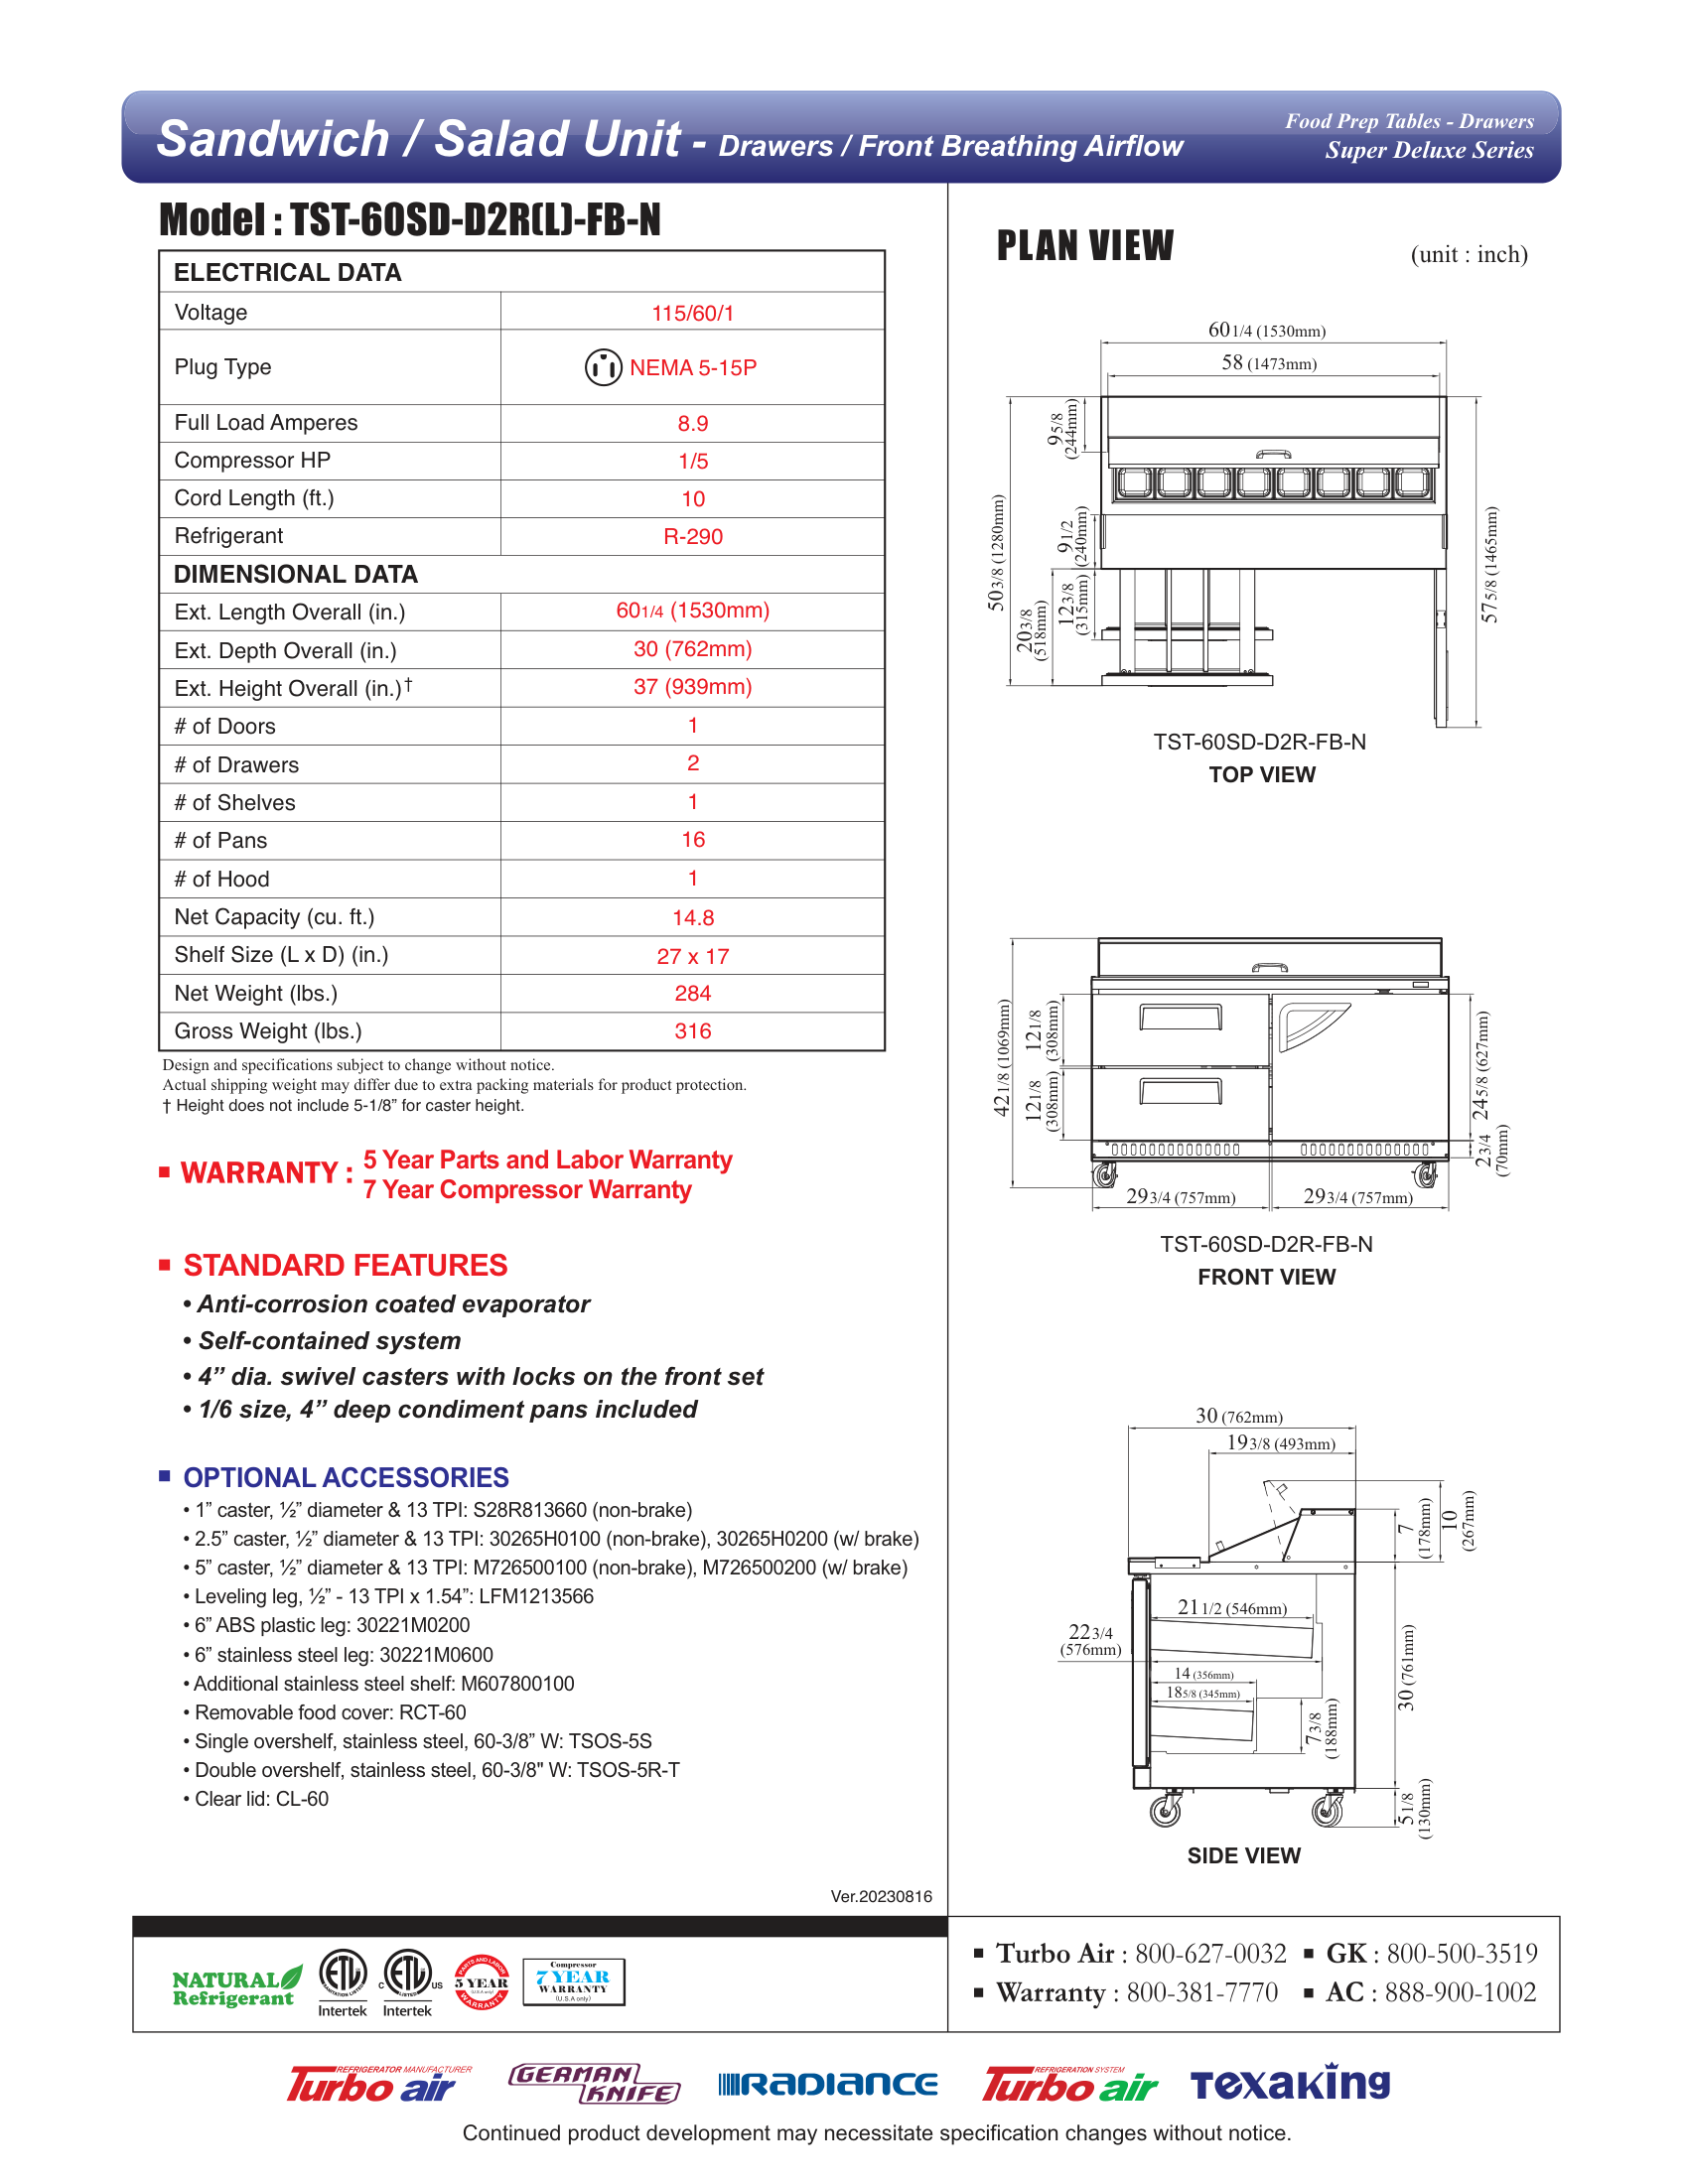 Sandwich / Salad Unit - Drawers / Front Breathing Airflow
Food Prep Tables - Drawers
Super Deluxe Series
Model : TST-60SD-D2R(L)-FB-N
ELECTRICAL DATA
Voltage 115/60/1
Plug Type NEMA 5-15P
Full Load Amperes 8.9
Compressor HP 1/5
Cord Length (ft.) 10
Refrigerant R-290
DIMENSIONAL DATA
Ext. Length Overall (in.) 60 1/4 (1530mm)
Ext. Depth Overall (in.) 30 (762mm)
Ext. Height Overall (in.)† 37 (939mm)
# of Doors 1
# of Drawers 2
# of Shelves 1
# of Pans 16
# of Hood 1
Net Capacity (cu. ft.) 14.8
Shelf Size (L x D) (in.) 27 x 17
Net Weight (lbs.) 284
Gross Weight (lbs.) 316
Design and specifications subject to change without notice.
Actual shipping weight may differ due to extra packing materials for product protection.
† Height does not include 5-1/8” for caster height.
▪ WARRANTY : 5 Year Parts and Labor Warranty
7 Year Compressor Warranty
▪ STANDARD FEATURES
• Anti-corrosion coated evaporator
• Self-contained system
• 4” dia. swivel casters with locks on the front set
• 1/6 size, 4” deep condiment pans included
▪ OPTIONAL ACCESSORIES
• 1” caster, ½” diameter & 13 TPI: S28R813660 (non-brake)
• 2.5” caster, ½” diameter & 13 TPI: 30265H0100 (non-brake), 30265H0200 (w/ brake)
• 5” caster, ½” diameter & 13 TPI: M726500100 (non-brake), M726500200 (w/ brake)
• Leveling leg, ½” - 13 TPI x 1.54”: LFM1213566
• 6” ABS plastic leg: 30221M0200
• 6” stainless steel leg: 30221M0600
• Additional stainless steel shelf: M607800100
• Removable food cover: RCT-60
• Single overshelf, stainless steel, 60-3/8” W: TSOS-5S
• Double overshelf, stainless steel, 60-3/8" W: TSOS-5R-T
• Clear lid: CL-60
Ver.20230816
PLAN VIEW
(unit : inch)
60 1/4 (1530mm)
58 (1473mm)
9 5/8 (244mm)
9 1/2 (240mm)
50 3/8 (1280mm)
12 3/8 (315mm)
20 3/8 (518mm)
57 5/8 (1465mm)
TST-60SD-D2R-FB-N
TOP VIEW
42 1/8 (1069mm)
12 1/8 (308mm)
12 1/8 (308mm)
24 5/8 (627mm)
2 3/4 (70mm)
29 3/4 (757mm)
29 3/4 (757mm)
TST-60SD-D2R-FB-N
FRONT VIEW
30 (762mm)
19 3/8 (493mm)
7 (178mm)
10 (267mm)
21 1/2 (546mm)
22 3/4 (576mm)
14 (356mm)
18 5/8 (345mm)
7 3/8 (188mm)
30 (761mm)
5 1/8 (130mm)
SIDE VIEW
NATURAL
Refrigerant
ETL
SANITATION LISTED
Intertek
C ETL US
LISTED
Intertek
PARTS AND LABOR
5 YEAR
(U.S.A only)
WARRANTY
Compressor
7 YEAR
WARRANTY
(U.S.A only)
▪ Turbo Air : 800-627-0032 ▪ GK : 800-500-3519
▪ Warranty : 800-381-7770 ▪ AC : 888-900-1002
REFRIGERATOR MANUFACTURER
Turbo air
GERMAN KNIFE
RADIANCE
REFRIGERATION SYSTEM
Turbo air
Texaking
Continued product development may necessitate specification changes without notice.